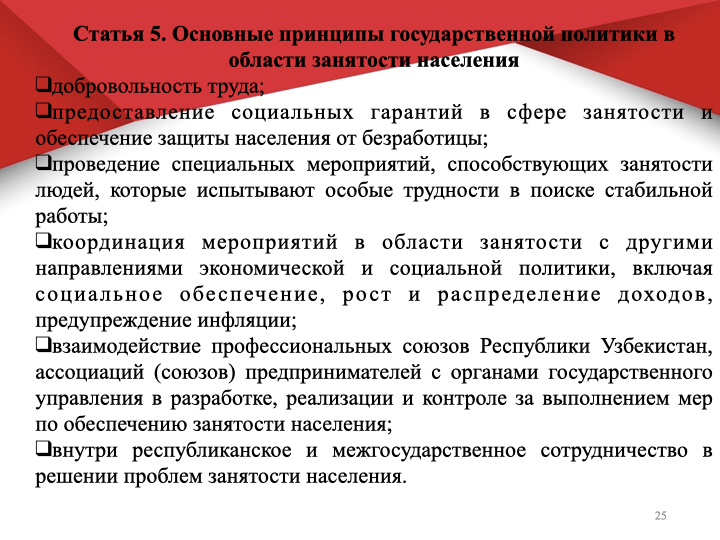 Статья 5. Основные принципы государственной политики в
области занятости населения
❑добровольность труда;
❑предоставление социальных гарантий в сфере занятости и
обеспечение защиты населения от безработицы;
❑проведение специальных мероприятий, способствующих занятости
людей, которые испытывают особые трудности в поиске стабильной
работы;
❑координация мероприятий в области занятости с другими
направлениями экономической и социальной политики, включая
социальное обеспечение, рост и распределение доходов,
предупреждение инфляции;
❑взаимодействие профессиональных союзов Республики Узбекистан,
ассоциаций (союзов) предпринимателей с органами государственного
управления в разработке, реализации и контроле за выполнением мер
по обеспечению занятости населения;
❑внутри республиканское и межгосударственное сотрудничество в
решении проблем занятости населения.
25